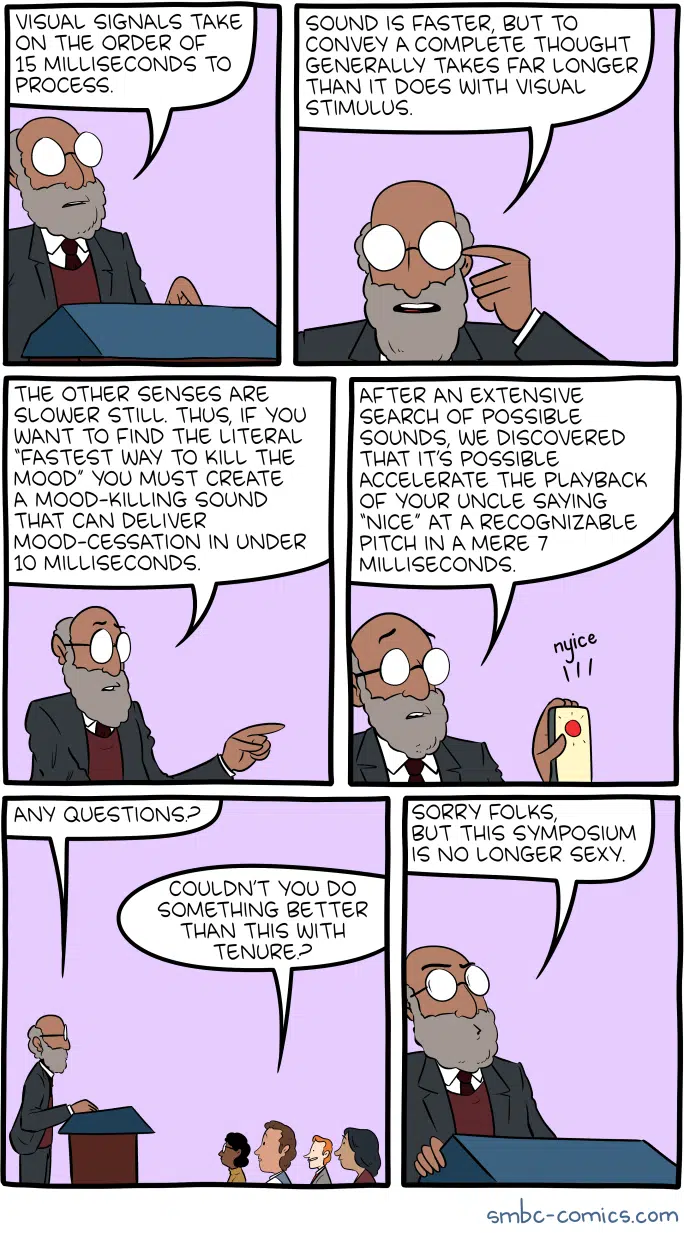 VISUAL SIGNALS TAKE
ON THE ORDER OF
15 MILLISECONDS TO
PROCESS.
SOUND IS FASTER, BUT TO
CONVEY A COMPLETE THOUGHT
GENERALLY TAKES FAR LONGER
THAN IT DOES WITH VISUAL
STIMULUS.
THE OTHER SENSES ARE
SLOWER STILL. THUS, IF YOU
WANT TO FIND THE LITERAL
"FASTEST WAY TO KILL THE
MOOD" YOU MUST CREATE
A MOOD-KILLING SOUND
THAT CAN DELIVER
MOOD-CESSATION IN UNDER
10 MILLISECONDS.
AFTER AN EXTENSIVE
SEARCH OF POSSIBLE
SOUNDS, WE DISCOVERED
THAT IT'S POSSIBLE
ACCELERATE THE PLAYBACK
OF YOUR UNCLE SAYING
"NICE" AT A RECOGNIZABLE
PITCH IN A MERE 7
MILLISECONDS.
nyice
ANY QUESTIONS?
COULDN'T YOU DO
SOMETHING BETTER
THAN THIS WITH
TENURE?
SORRY FOLKS,
BUT THIS SYMPOSIUM
IS NO LONGER SEXY.
smbc-comics.com